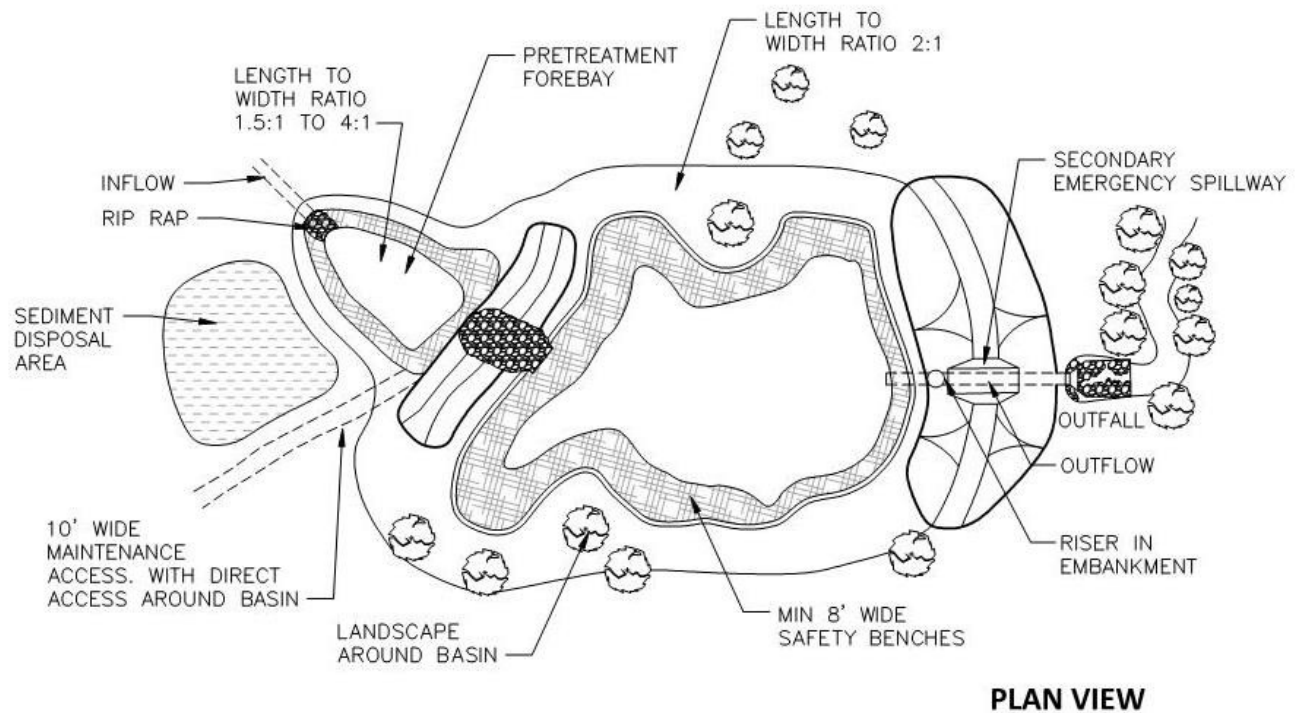 LENGTH TO
WIDTH RATIO 2:1
PRETREATMENT
FOREBAY
LENGTH TO
WIDTH RATIO
1.5:1 TO 4:1
INFLOW
RIP RAP
SECONDARY
EMERGENCY SPILLWAY
SEDIMENT
DISPOSAL
AREA
OUTFALL
OUTFLOW
10' WIDE
MAINTENANCE
ACCESS. WITH DIRECT
ACCESS AROUND BASIN
RISER IN
EMBANKMENT
MIN 8' WIDE
SAFETY BENCHES
LANDSCAPE
AROUND BASIN
PLAN VIEW